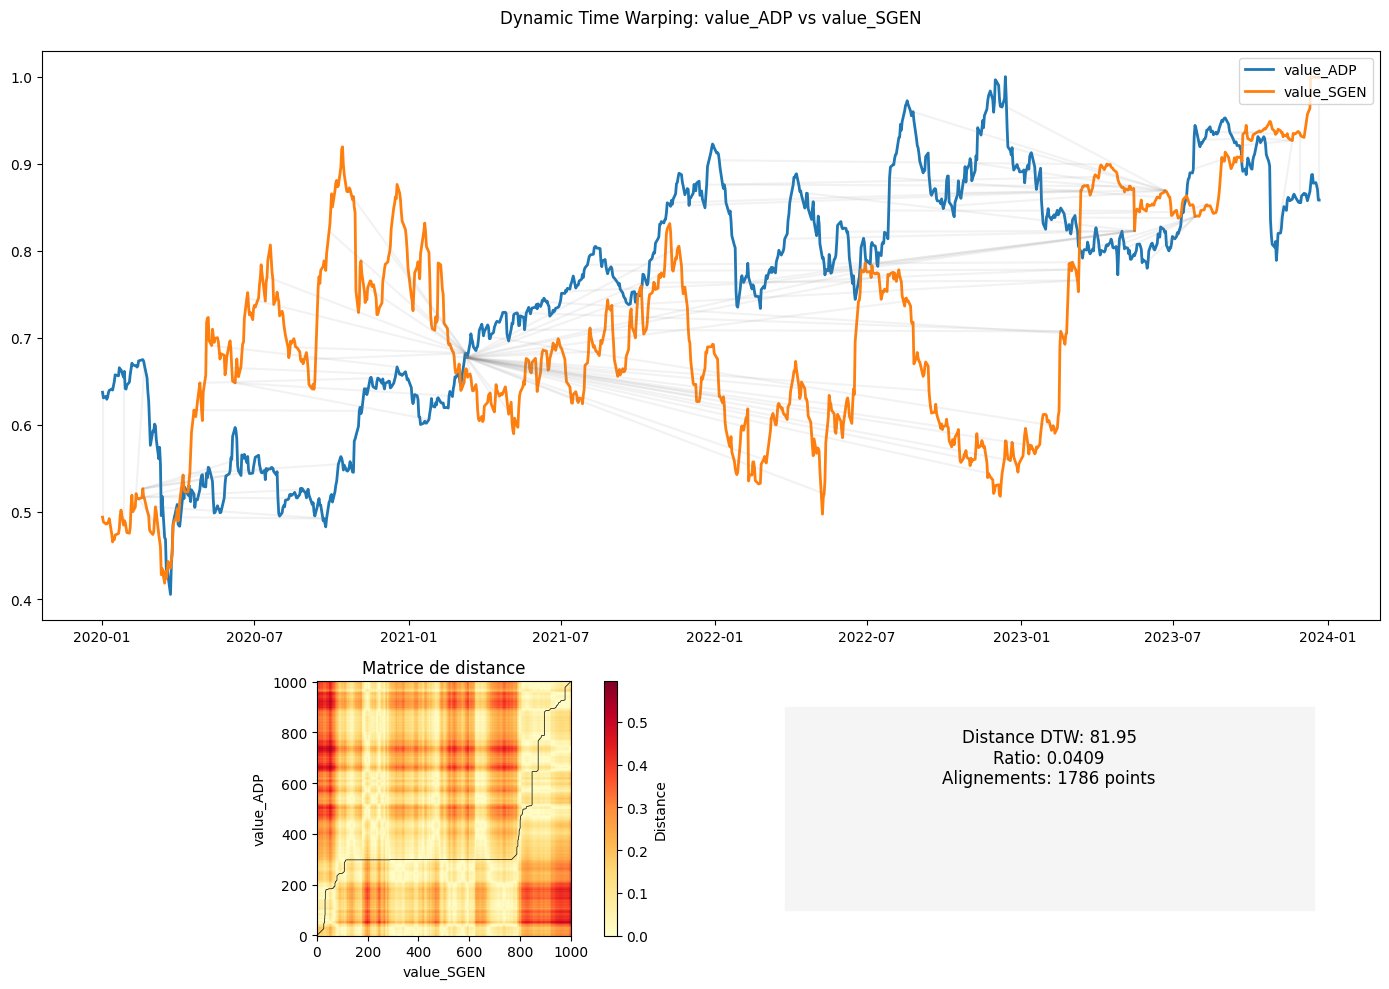 Dynamic Time Warping: value_ADP vs value_SGEN
value_ADP
value_SGEN
1.0
0.9
0.8
0.7
0.6
0.5
0.4
2020-01 2020-07 2021-01 2021-07 2022-01 2022-07 2023-01 2023-07 2024-01
Matrice de distance
value_ADP
1000
800
600
400
200
0
0 200 400 600 800 1000
value_SGEN
0.5
0.4
0.3
0.2
0.1
0.0
Distance
Distance DTW: 81.95
Ratio: 0.0409
Alignements: 1786 points